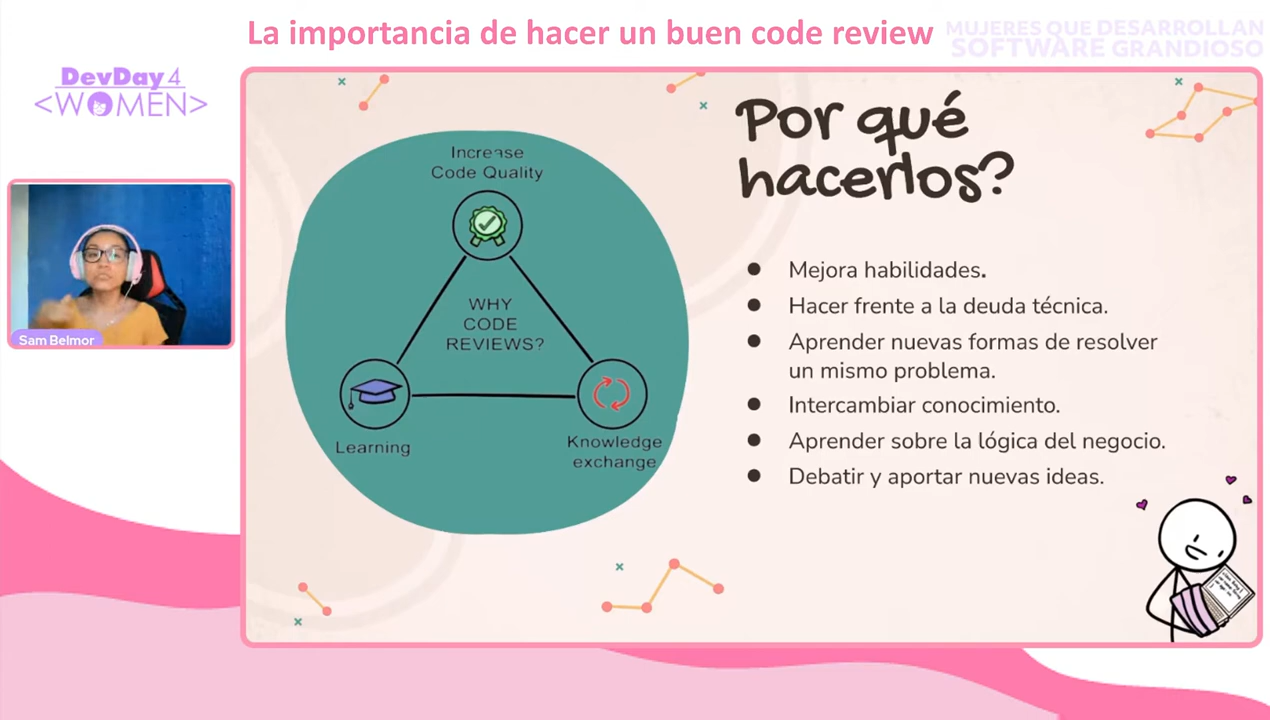 La importancia de hacer un buen code review
MUJERES QUE DESARROLLAN
SOFTWARE GRANDIOSO
DevDay 4
<WOMEN>
Sam Belmor
Increase
Code Quality
WHY
CODE
REVIEWS?
Learning
Knowledge
exchange
Por qué
hacerlos?
● Mejora habilidades.
● Hacer frente a la deuda técnica.
● Aprender nuevas formas de resolver
un mismo problema.
● Intercambiar conocimiento.
● Aprender sobre la lógica del negocio.
● Debatir y aportar nuevas ideas.